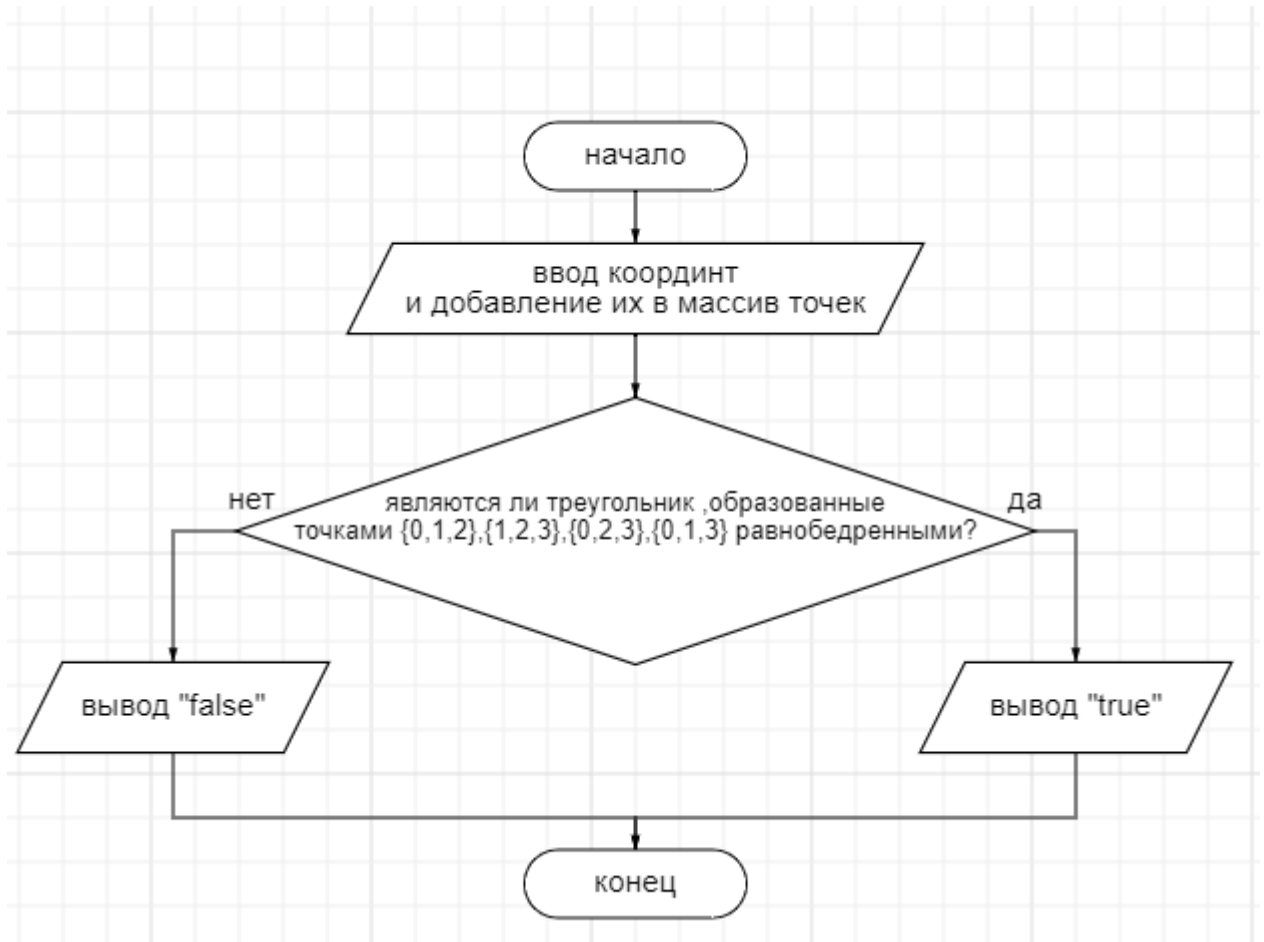 начало
ввод координт
и добавление их в массив точек
нет
да
являются ли треугольник ,образованные
точками {0,1,2},{1,2,3},{0,2,3},{0,1,3} равнобедренными?
вывод "false"
вывод "true"
конец